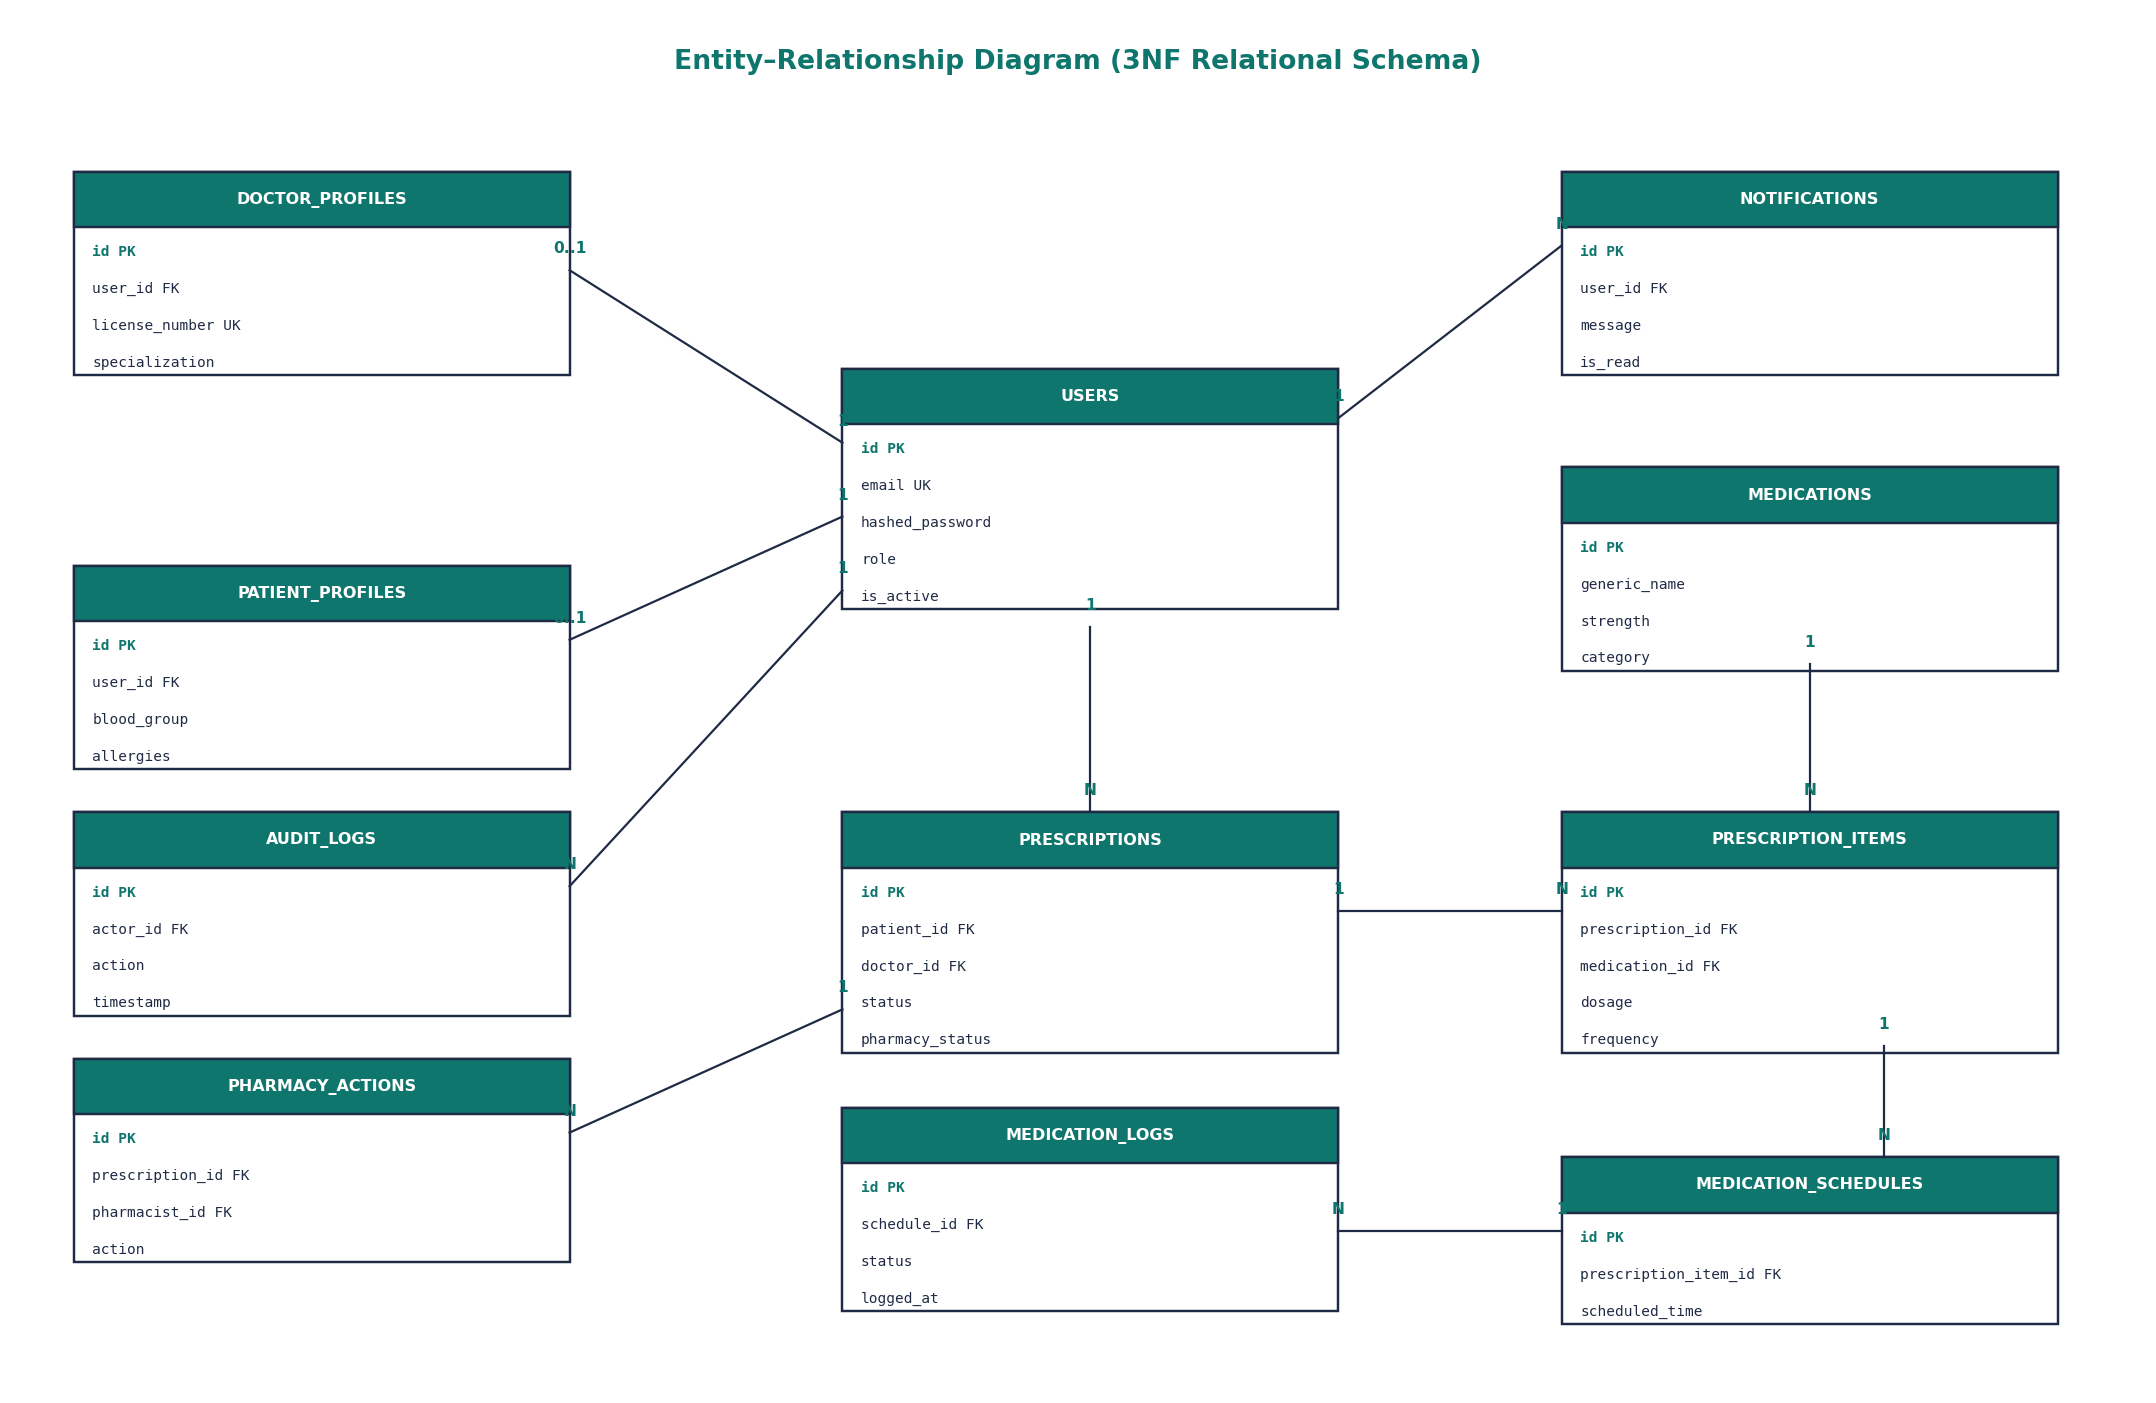 Entity–Relationship Diagram (3NF Relational Schema)
DOCTOR_PROFILES
id PK
user_id FK
license_number UK
specialization
0..1
NOTIFICATIONS
id PK
user_id FK
message
is_read
N
USERS
id PK
email UK
hashed_password
role
is_active
1
1
1
1
1
MEDICATIONS
id PK
generic_name
strength
category
1
PATIENT_PROFILES
id PK
user_id FK
blood_group
allergies
0..1
AUDIT_LOGS
id PK
actor_id FK
action
timestamp
N
PRESCRIPTIONS
id PK
patient_id FK
doctor_id FK
status
pharmacy_status
N
1
1
PRESCRIPTION_ITEMS
id PK
prescription_id FK
medication_id FK
dosage
frequency
N
N
1
PHARMACY_ACTIONS
id PK
prescription_id FK
pharmacist_id FK
action
N
MEDICATION_LOGS
id PK
schedule_id FK
status
logged_at
N
MEDICATION_SCHEDULES
id PK
prescription_item_id FK
scheduled_time
N
1